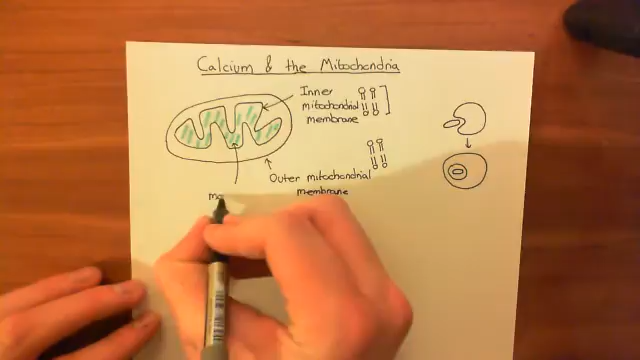 Calcium & the Mitochondria
Inner
mitochondrial
membrane
Outer mitochondrial
membrane